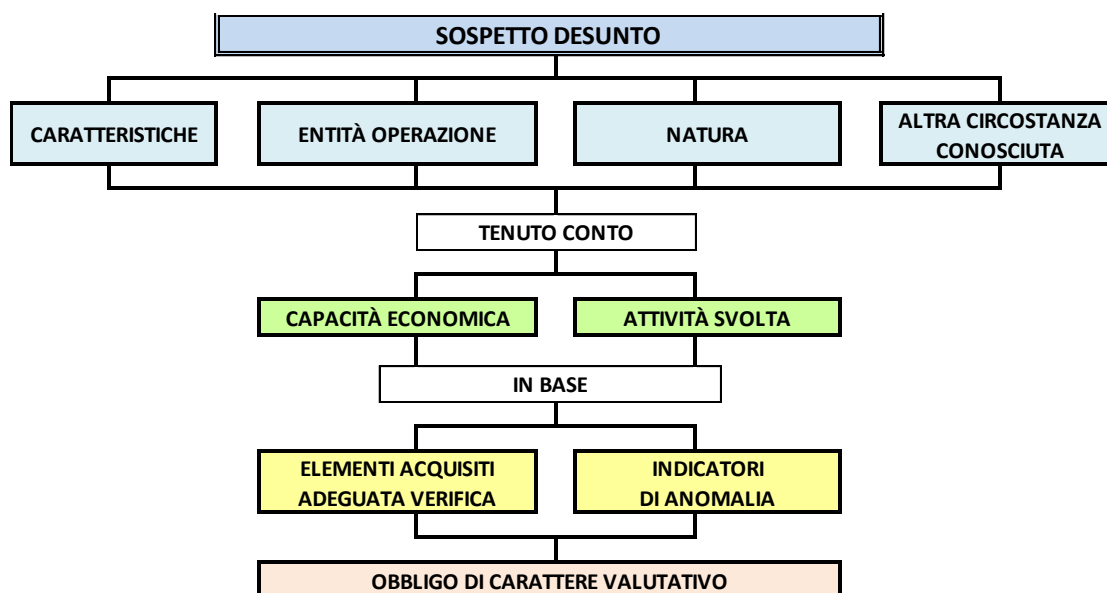 SOSPETTO DESUNTO
CARATTERISTICHE
ENTITÀ OPERAZIONE
NATURA
ALTRA CIRCOSTANZA
CONOSCIUTA
TENUTO CONTO
CAPACITÀ ECONOMICA
ATTIVITÀ SVOLTA
IN BASE
ELEMENTI ACQUISITI
ADEGUATA VERIFICA
INDICATORI
DI ANOMALIA
OBBLIGO DI CARATTERE VALUTATIVO